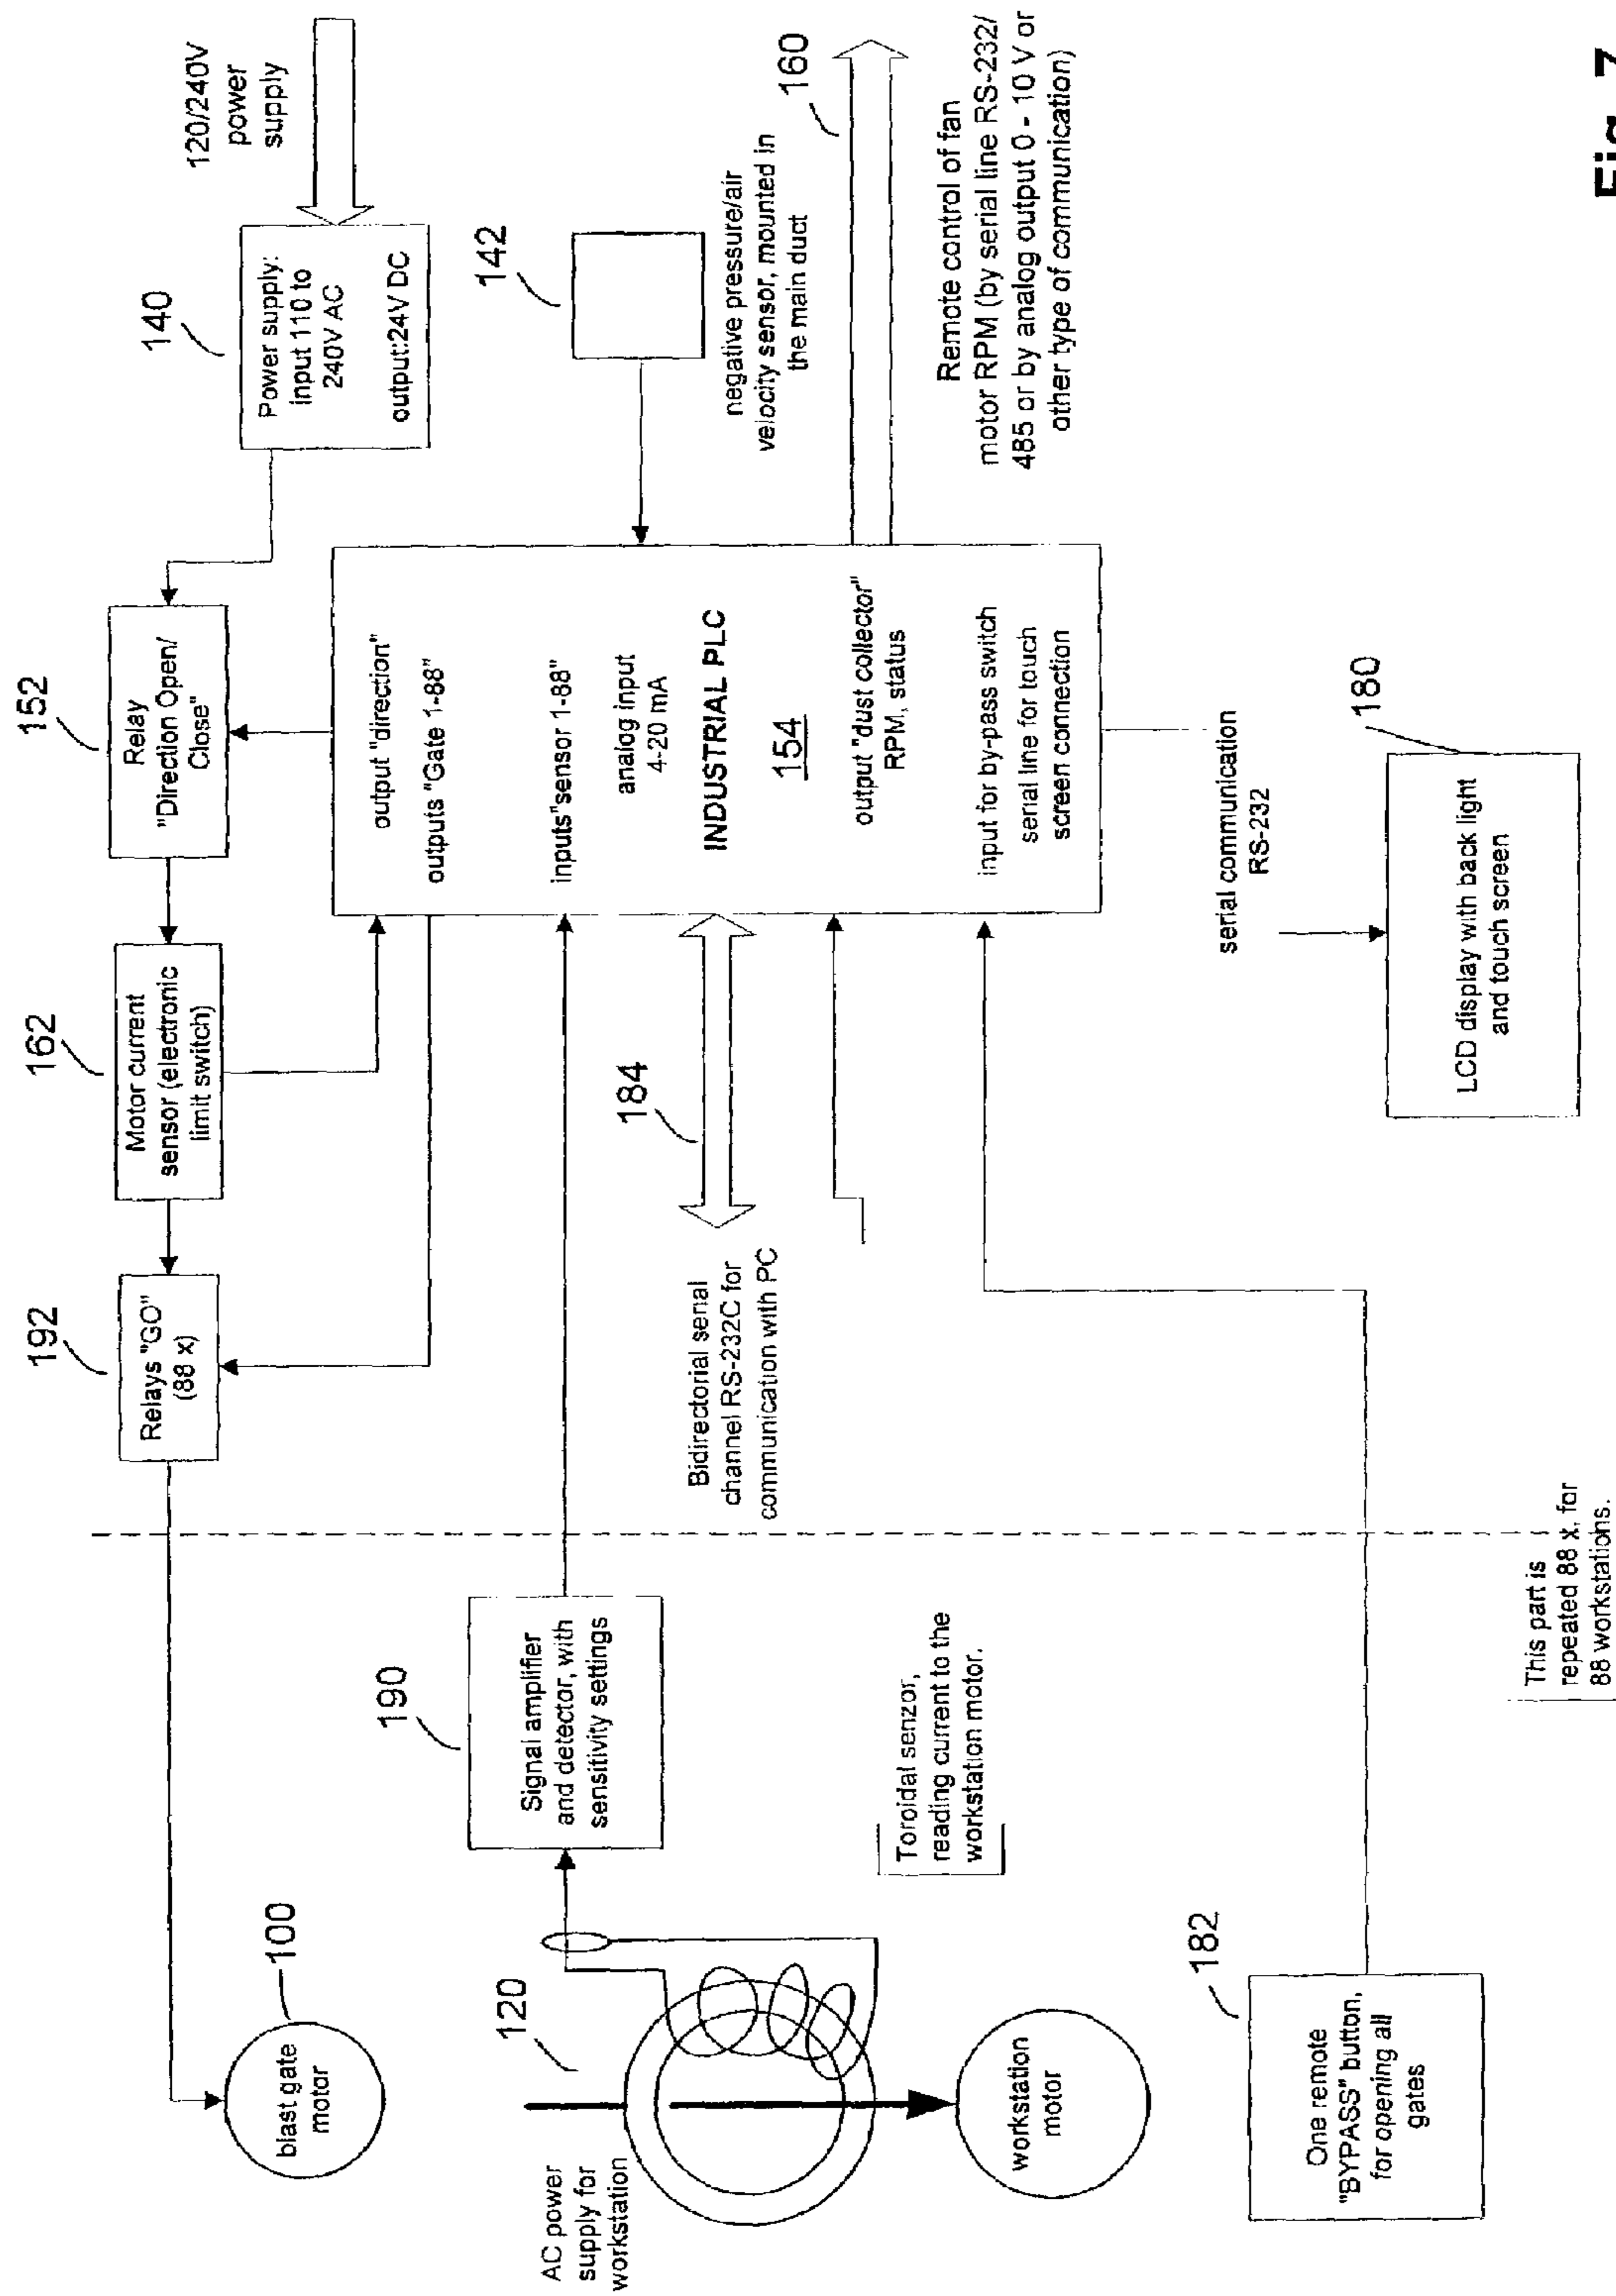 120/240V
power
supply
140
Power supply:
input 110 to
240V AC
output:24V DC
152
Relay
"Direction Open/
Close"
162
Motor current
sensor (electronic
limit switch)
192
Relays "GO"
(88 x)
100
blast gate
motor
142
negative pressure/air
velocity sensor, mounted in
the main duct
160
Remote control of fan
motor RPM (by serial line RS-232/
485 or by analog output 0 - 10 V or
other type of communication)
output "direction"
outputs "Gate 1-88"
inputs"sensor 1-88"
analog input
4-20 mA
INDUSTRIAL PLC
154
output "dust collector"
RPM, status
input for by-pass switch
serial line for touch
screen connection
184
Bidirectorial serial
channel RS-232C for
communication with PC
190
Signal amplifier
and detector, with
sensitivity settings
120
AC power
supply for
workstation
Toroidal senzor,
reading current to the
workstation motor.
workstation
motor
serial communication
RS-232
180
LCD display with back light
and touch screen
182
One remote
"BYPASS" button,
for opening all
gates
This part is
repeated 88 x, for
88 workstations.
Fig. 7